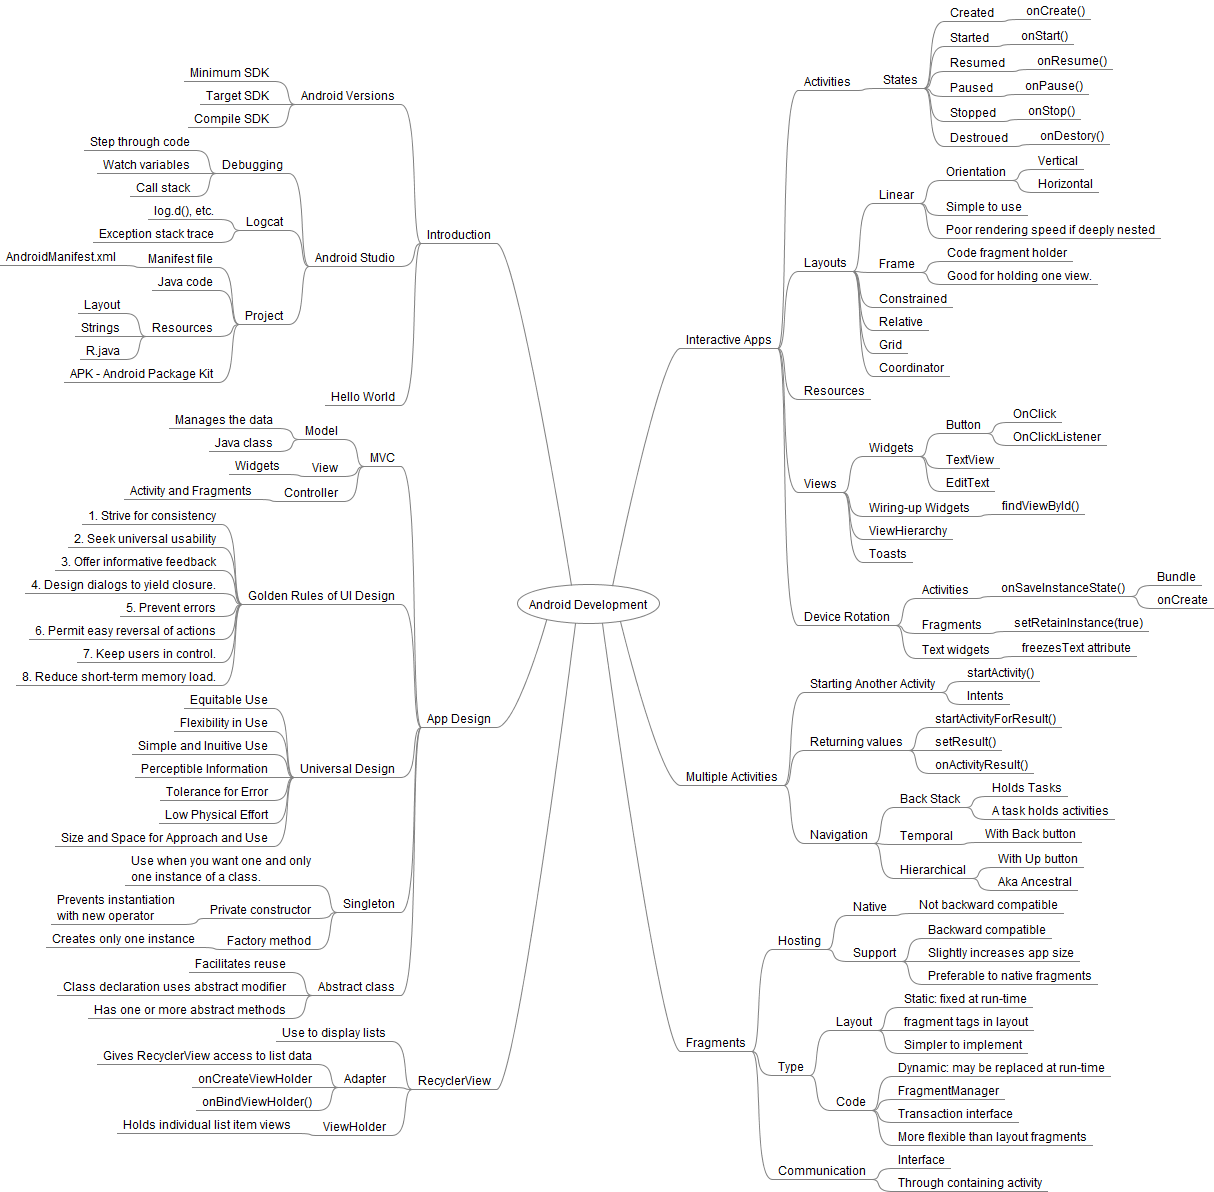 Android Development
Introduction
Android Versions
Minimum SDK
Target SDK
Compile SDK
Android Studio
Debugging
Step through code
Watch variables
Call stack
Logcat
log.d(), etc.
Exception stack trace
Project
Manifest file
AndroidManifest.xml
Java code
Resources
Layout
Strings
R.java
APK - Android Package Kit
Hello World
App Design
MVC
Model
Manages the data
Java class
View
Widgets
Controller
Activity and Fragments
Golden Rules of UI Design
1. Strive for consistency
2. Seek universal usability
3. Offer informative feedback
4. Design dialogs to yield closure.
5. Prevent errors
6. Permit easy reversal of actions
7. Keep users in control.
8. Reduce short-term memory load.
Universal Design
Equitable Use
Flexibility in Use
Simple and Inuitive Use
Perceptible Information
Tolerance for Error
Low Physical Effort
Size and Space for Approach and Use
Singleton
Use when you want one and only
one instance of a class.
Private constructor
Prevents instantiation
with new operator
Factory method
Creates only one instance
Abstract class
Facilitates reuse
Class declaration uses abstract modifier
Has one or more abstract methods
RecyclerView
Use to display lists
Adapter
Gives RecyclerView access to list data
onCreateViewHolder
onBindViewHolder()
ViewHolder
Holds individual list item views
Interactive Apps
Activities
States
Created
onCreate()
Started
onStart()
Resumed
onResume()
Paused
onPause()
Stopped
onStop()
Destroued
onDestory()
Layouts
Linear
Orientation
Vertical
Horizontal
Simple to use
Poor rendering speed if deeply nested
Frame
Code fragment holder
Good for holding one view.
Constrained
Relative
Grid
Coordinator
Resources
Views
Widgets
Button
OnClick
OnClickListener
TextView
EditText
Wiring-up Widgets
findViewById()
ViewHierarchy
Toasts
Device Rotation
Activities
onSaveInstanceState()
Bundle
onCreate
Fragments
setRetainInstance(true)
Text widgets
freezesText attribute
Multiple Activities
Starting Another Activity
startActivity()
Intents
Returning values
startActivityForResult()
setResult()
onActivityResult()
Navigation
Back Stack
Holds Tasks
A task holds activities
Temporal
With Back button
Hierarchical
With Up button
Aka Ancestral
Fragments
Hosting
Native
Not backward compatible
Support
Backward compatible
Slightly increases app size
Preferable to native fragments
Type
Layout
Static: fixed at run-time
fragment tags in layout
Simpler to implement
Code
Dynamic: may be replaced at run-time
FragmentManager
Transaction interface
More flexible than layout fragments
Communication
Interface
Through containing activity